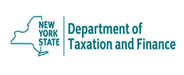 NEW
YORK
STATE
Department of
Taxation and Finance